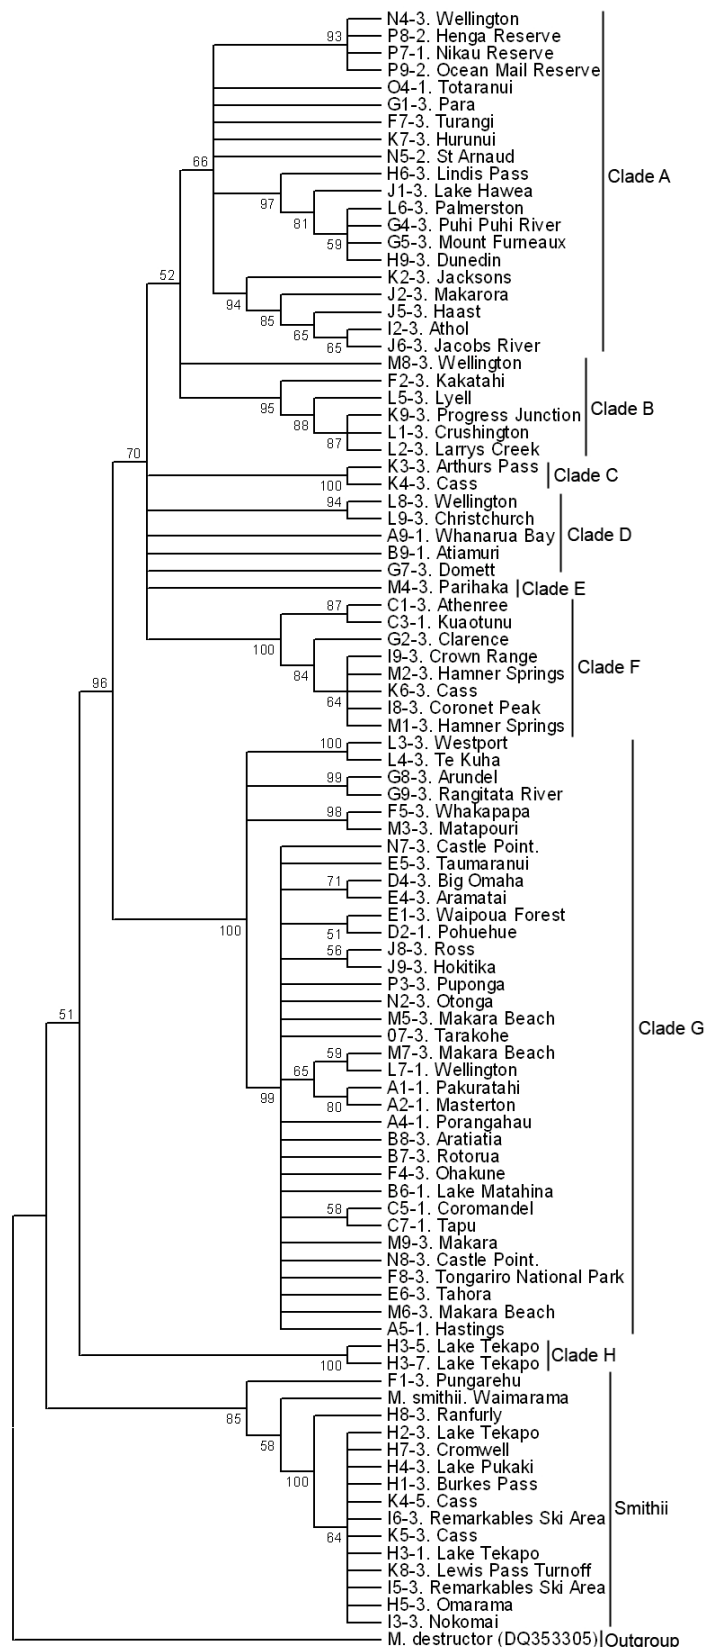 N4-3. Wellington
93
P8-2. Henga Reserve
P7-1. Nikau Reserve
P9-2. Ocean Mail Reserve
O4-1. Totaranui
G1-3. Para
F7-3. Turangi
K7-3. Hurunui
N5-2. St Arnaud
66
H6-3. Lindis Pass
Clade A
J1-3. Lake Hawea
97
L6-3. Palmerston
81
G4-3. Puhi Puhi River
G5-3. Mount Furneaux
59
H9-3. Dunedin
K2-3. Jacksons
52
J2-3. Makarora
94
J5-3. Haast
85
I2-3. Athol
65
J6-3. Jacobs River
65
M8-3. Wellington
F2-3. Kakatahi
L5-3. Lyell
95
Clade B
K9-3. Progress Junction
88
L1-3. Crushington
87
L2-3. Larrys Creek
70
K3-3. Arthurs Pass
Clade C
K4-3. Cass
100
L8-3. Wellington
94
L9-3. Christchurch
A9-1. Whanarua Bay
Clade D
B9-1. Atiamuri
G7-3. Domett
M4-3. Parihaka
Clade E
C1-3. Athenree
87
C3-1. Kuaotunu
G2-3. Clarence
100
I9-3. Crown Range
Clade F
M2-3. Hamner Springs
84
K6-3. Cass
96
I8-3. Coronet Peak
64
M1-3. Hamner Springs
L3-3. Westport
100
L4-3. Te Kuha
G8-3. Arundel
99
G9-3. Rangitata River
F5-3. Whakapapa
98
M3-3. Matapouri
N7-3. Castle Point.
E5-3. Taumaranui
D4-3. Big Omaha
71
E4-3. Aramatai
E1-3. Waipoua Forest
D2-1. Pohuehue
51
100
J8-3. Ross
56
J9-3. Hokitika
P3-3. Puponga
N2-3. Otonga
M5-3. Makara Beach
51
Clade G
07-3. Tarakohe
M7-3. Makara Beach
59
L7-1. Wellington
65
A1-1. Pakuratahi
A2-1. Masterton
80
99
A4-1. Porangahau
B8-3. Aratiatia
B7-3. Rotorua
F4-3. Ohakune
B6-1. Lake Matahina
C5-1. Coromandel
58
C7-1. Tapu
M9-3. Makara
N8-3. Castle Point.
F8-3. Tongariro National Park
E6-3. Tahora
M6-3. Makara Beach
A5-1. Hastings
H3-5. Lake Tekapo
Clade H
H3-7. Lake Tekapo
100
F1-3. Pungarehu
M. smithii. Waimarama
85
H8-3. Ranfurly
H2-3. Lake Tekapo
58
H7-3. Cromwell
H4-3. Lake Pukaki
100
H1-3. Burkes Pass
K4-5. Cass
Smithii
I6-3. Remarkables Ski Area
K5-3. Cass
64
H3-1. Lake Tekapo
K8-3. Lewis Pass Turnoff
I5-3. Remarkables Ski Area
H5-3. Omarama
I3-3. Nokomai
M. destructor (DQ353305)
Outgroup